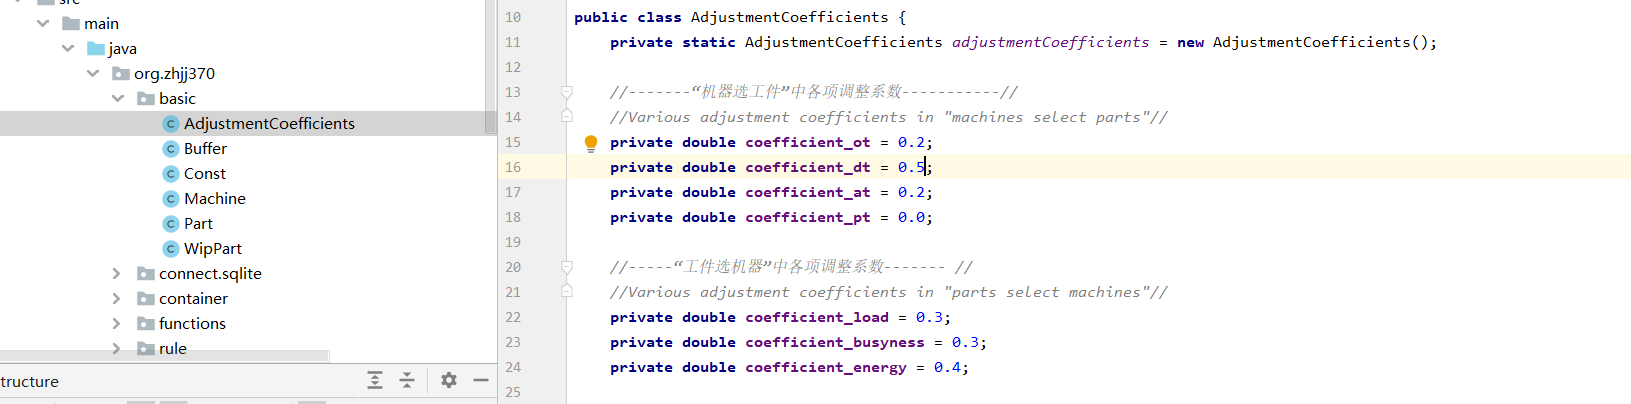 src
main
java
org.zhjj370
basic
AdjustmentCoefficients
Buffer
Const
Machine
Part
WipPart
connect.sqlite
container
functions
rule
tructure
10 public class AdjustmentCoefficients {
11 private static AdjustmentCoefficients adjustmentCoefficients = new AdjustmentCoefficients();
12
13 //-------“机器选工件”中各项调整系数-----------//
14 //Various adjustment coefficients in "machines select parts"//
15 private double coefficient_ot = 0.2;
16 private double coefficient_dt = 0.5;
17 private double coefficient_at = 0.2;
18 private double coefficient_pt = 0.0;
19
20 //-----“工件选机器”中各项调整系数------- //
21 //Various adjustment coefficients in "parts select machines"//
22 private double coefficient_load = 0.3;
23 private double coefficient_busyness = 0.3;
24 private double coefficient_energy = 0.4;
25